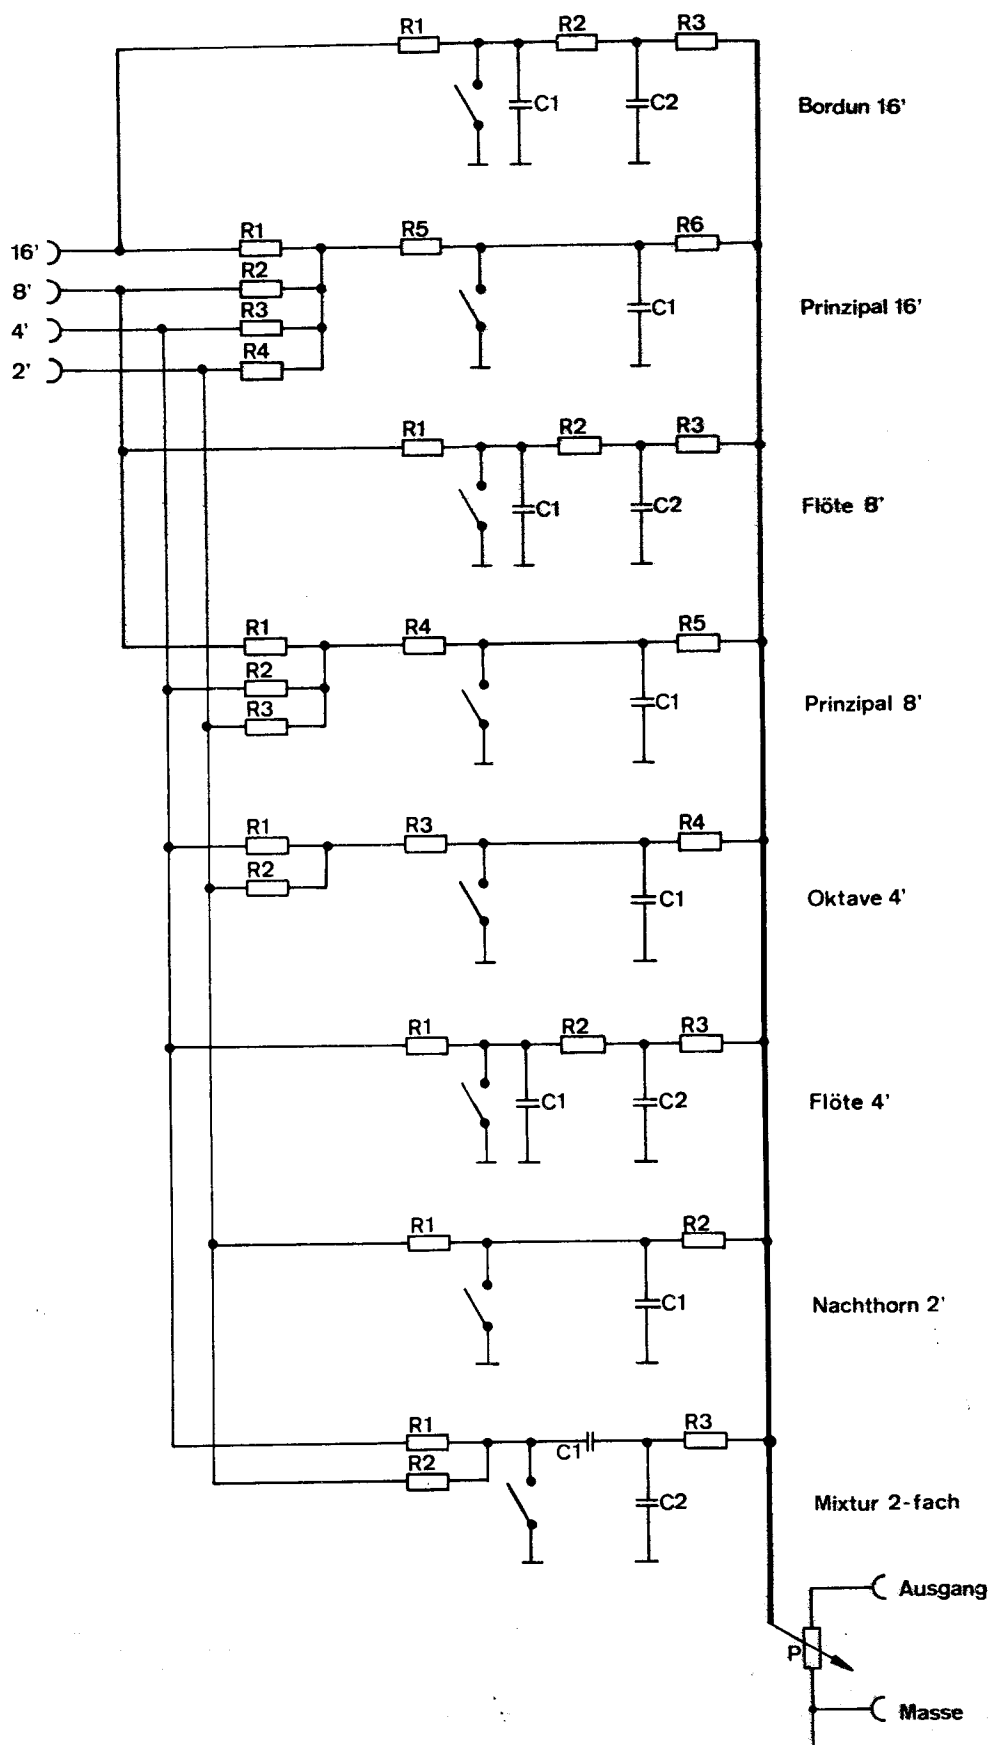 R1 R2 R3
C1 C2
Bordun 16'
16' R1 R5 R6
8' R2
4' R3 C1 Prinzipal 16'
2' R4
R1 R2 R3
C1 C2 Flöte 8'
R1 R4 R5
R2
R3 C1 Prinzipal 8'
R1 R3 R4
R2
C1 Oktave 4'
R1 R2 R3
C1 C2 Flöte 4'
R1 R2
C1 Nachthorn 2'
R1 R3
C1
R2
C2 Mixtur 2-fach
Ausgang
P
Masse